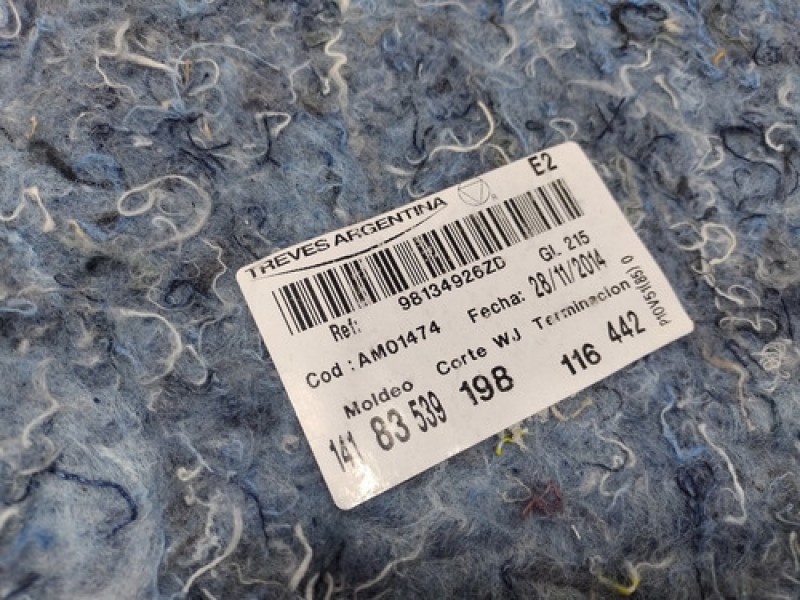 TREVES ARGENTINA E2
Ref: 98134926ZD GL 215
Cod : AM01474 Fecha: 28/11/2014
Moldeo Corte WJ Terminacion
141 83 539 198 116 442